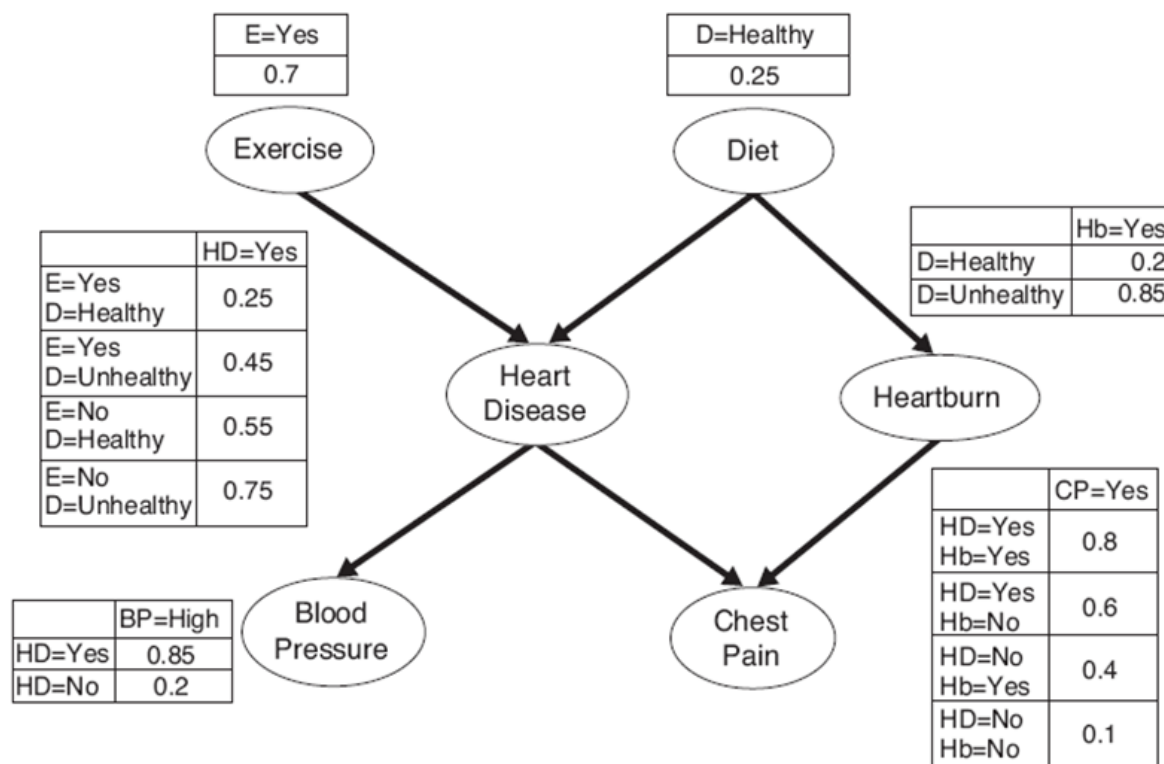 E=Yes
0.7
D=Healthy
0.25
Exercise
Diet
HD=Yes
E=Yes
D=Healthy
0.25
E=Yes
D=Unhealthy
0.45
E=No
D=Healthy
0.55
E=No
D=Unhealthy
0.75
Hb=Yes
D=Healthy 0.2
D=Unhealthy 0.85
Heart
Disease
Heartburn
BP=High
HD=Yes 0.85
HD=No 0.2
Blood
Pressure
Chest
Pain
CP=Yes
HD=Yes
Hb=Yes
0.8
HD=Yes
Hb=No
0.6
HD=No
Hb=Yes
0.4
HD=No
Hb=No
0.1